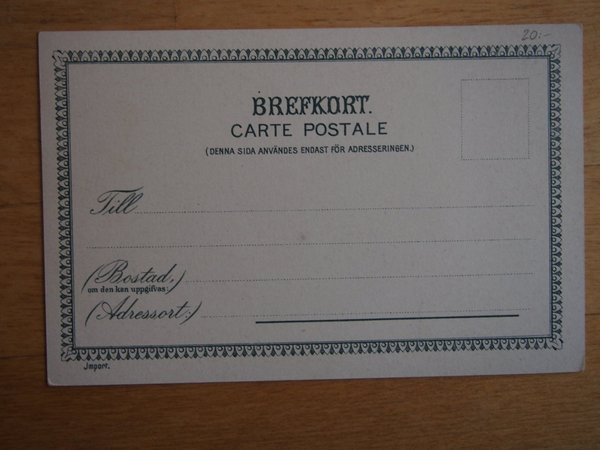 20:-
BREFKORT.
CARTE POSTALE
(DENNA SIDA ANVÄNDES ENDAST FÖR ADRESSERINGEN.)
Till
(Bostad,
om den kan uppgifvas:)
(Adressort:)
Import.